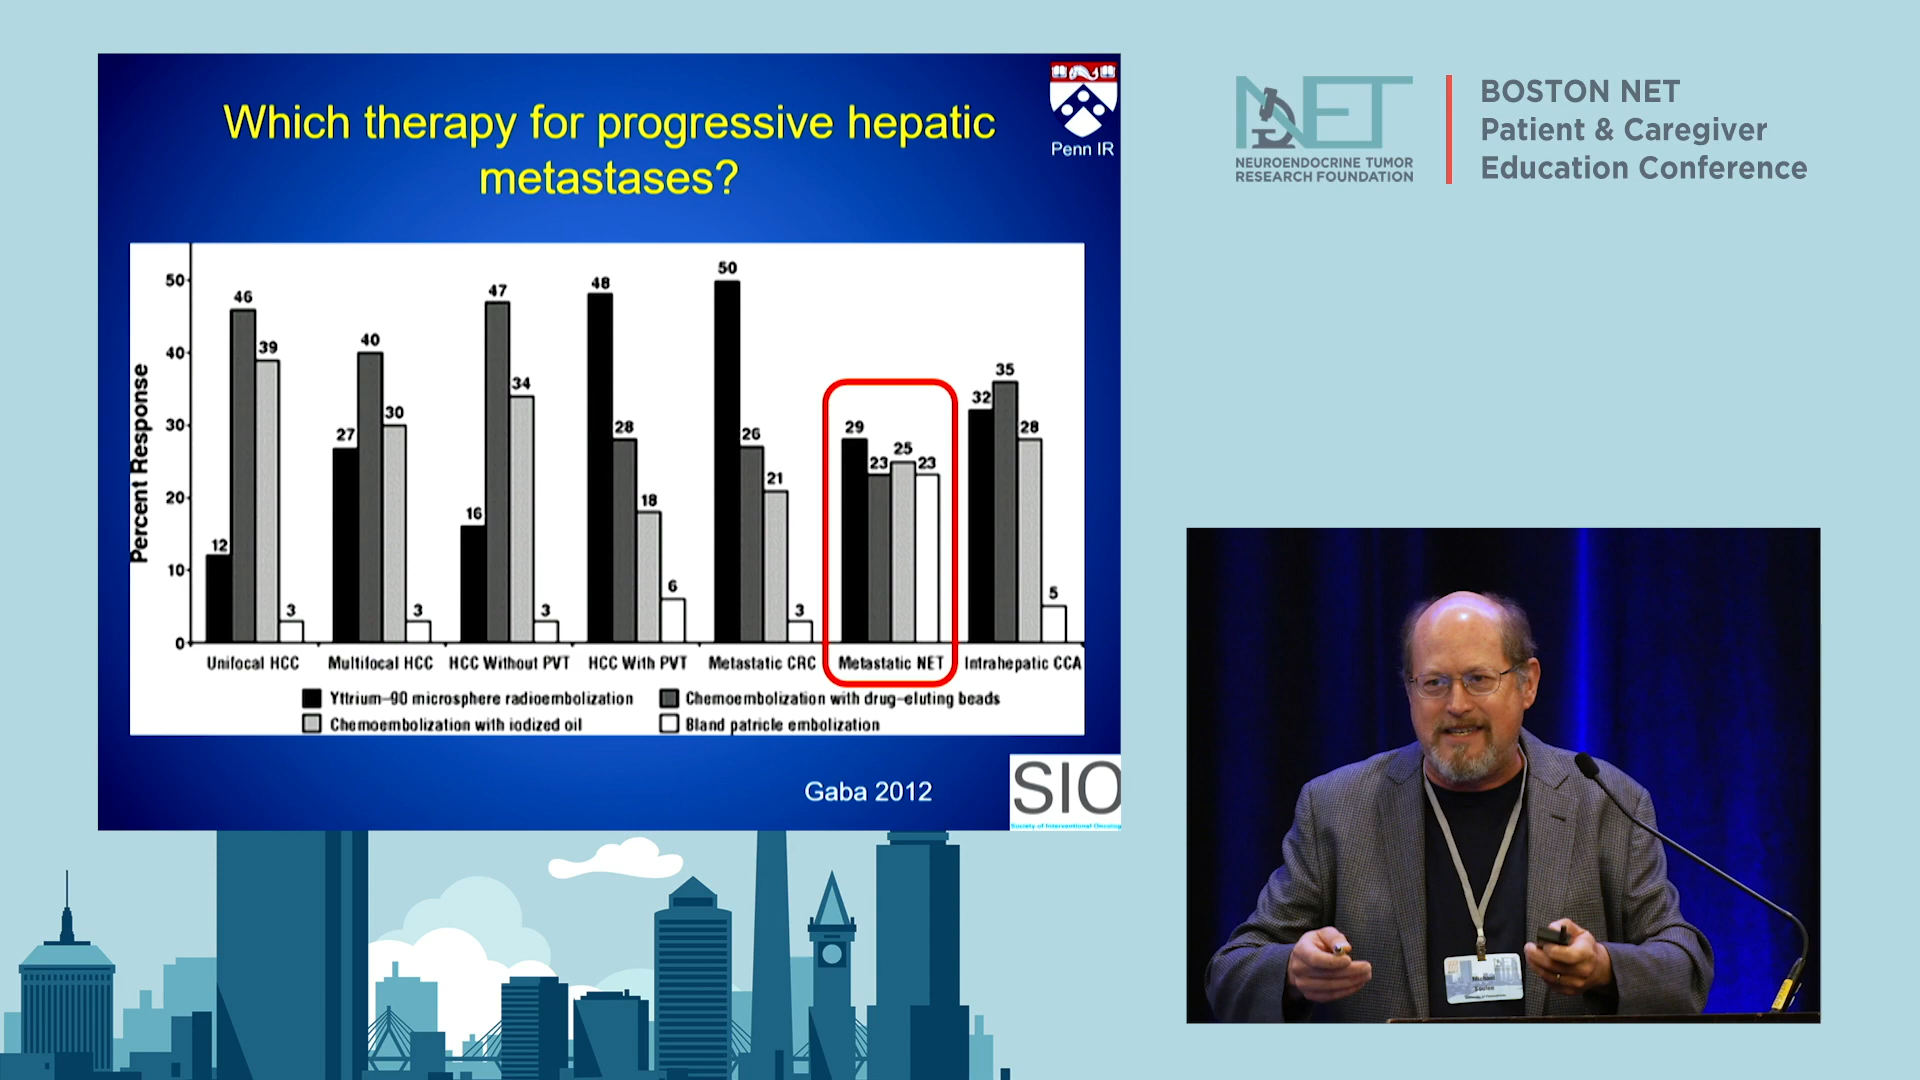 Which therapy for progressive hepatic
metastases?
Penn IR
NET
NEUROENDOCRINE TUMOR
RESEARCH FOUNDATION
BOSTON NET
Patient & Caregiver
Education Conference
Percent Response
50
40
30
20
10
0
12 46 39 3
27 40 30 3
16 47 34 3
48 28 18 6
50 26 21 3
29 23 25 23
32 35 28 5
Unifocal HCC Multifocal HCC HCC Without PVT HCC With PVT Metastatic CRC Metastatic NET Intrahepatic CCA
Yttrium-90 microsphere radioembolization Chemoembolization with drug-eluting beads
Chemoembolization with iodized oil Bland patricle embolization
Gaba 2012
SIO
Society of Interventional Oncolog
Michael